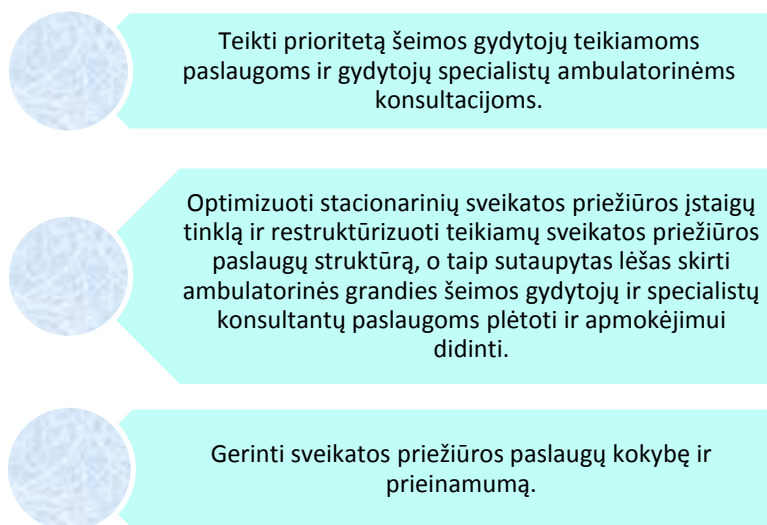 Teikti prioritetą šeimos gydytojų teikiamoms
paslaugoms ir gydytojų specialistų ambulatorinėms
konsultacijoms.
Optimizuoti stacionarinių sveikatos priežiūros įstaigų
tinklą ir restruktūrizuoti teikiamų sveikatos priežiūros
paslaugų struktūrą, o taip sutaupytas lėšas skirti
ambulatorinės grandies šeimos gydytojų ir specialistų
konsultantų paslaugoms plėtoti ir apmokėjimui
didinti.
Gerinti sveikatos priežiūros paslaugų kokybę ir
prieinamumą.